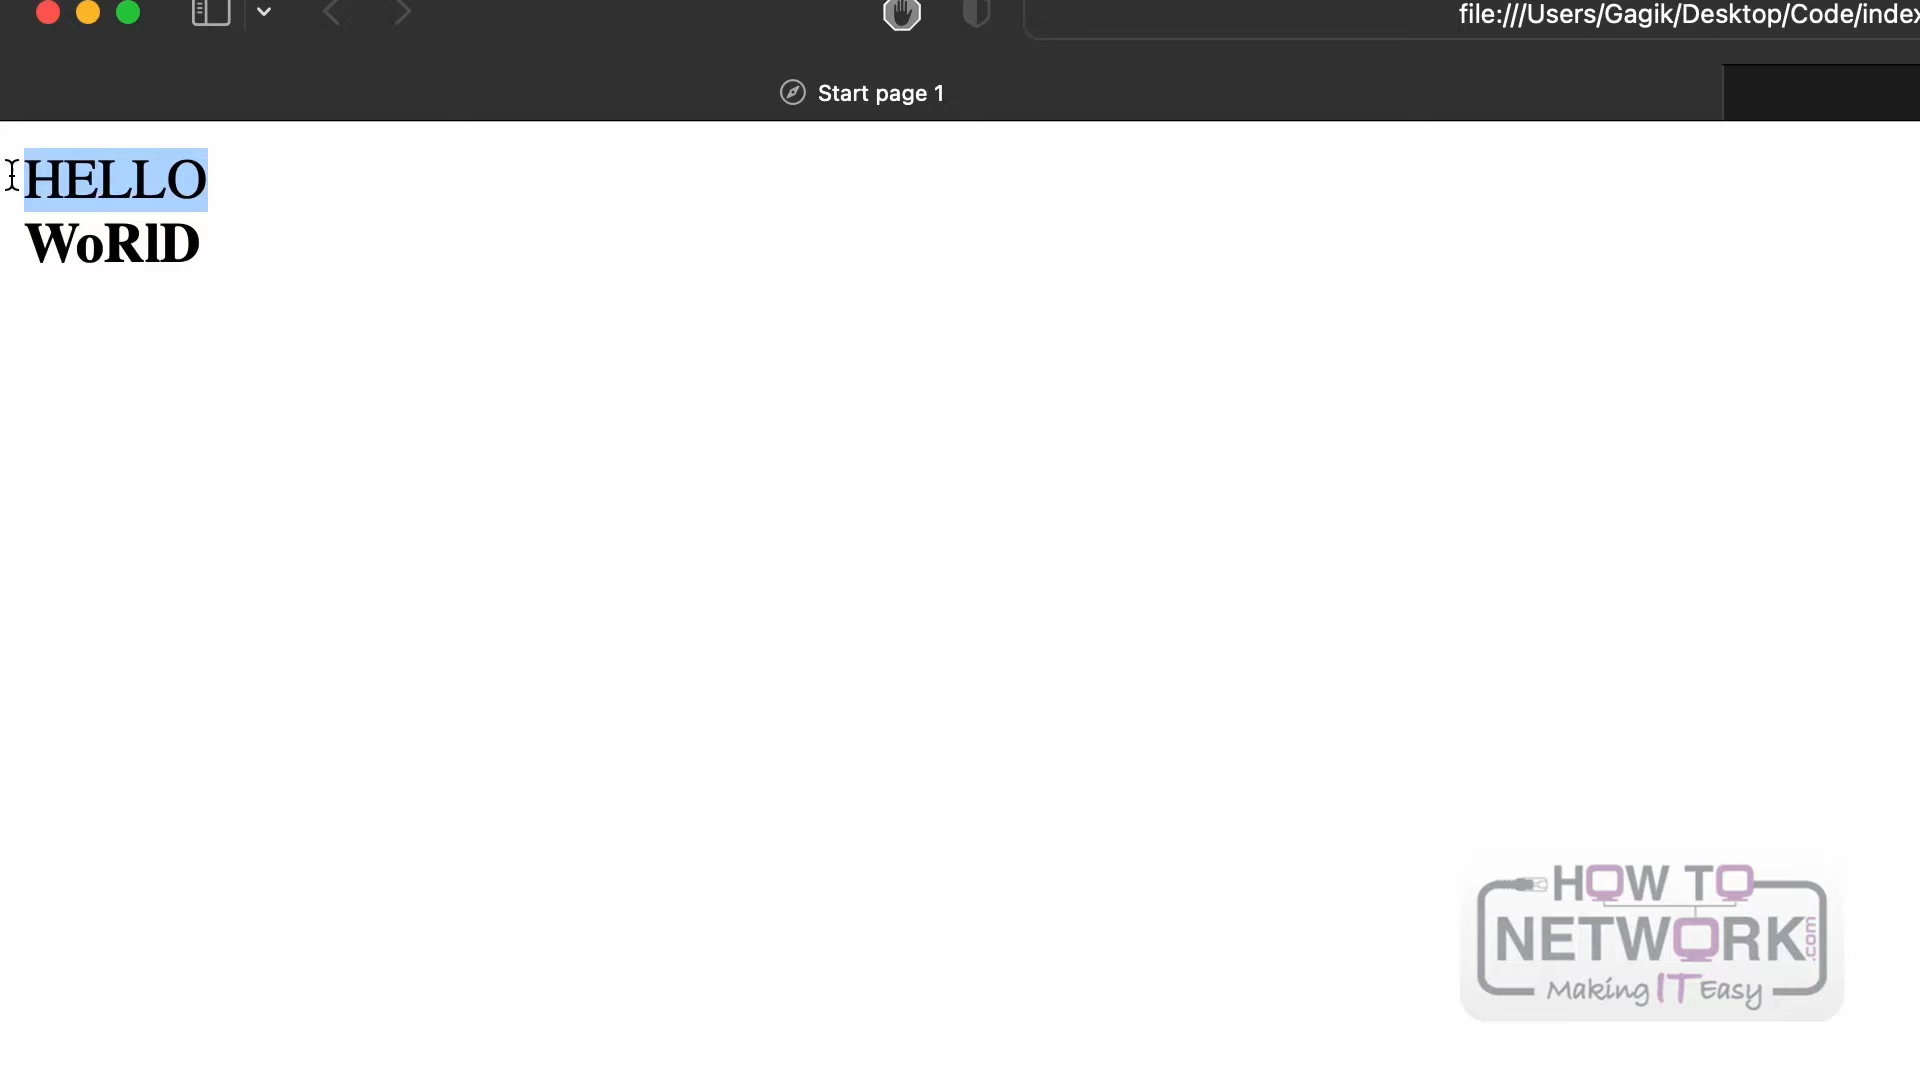 file:///Users/Gagik/Desktop/Code/index
Start page 1
HELLO
WoRlD
HOW TO
NETWORK.com
Making IT Easy